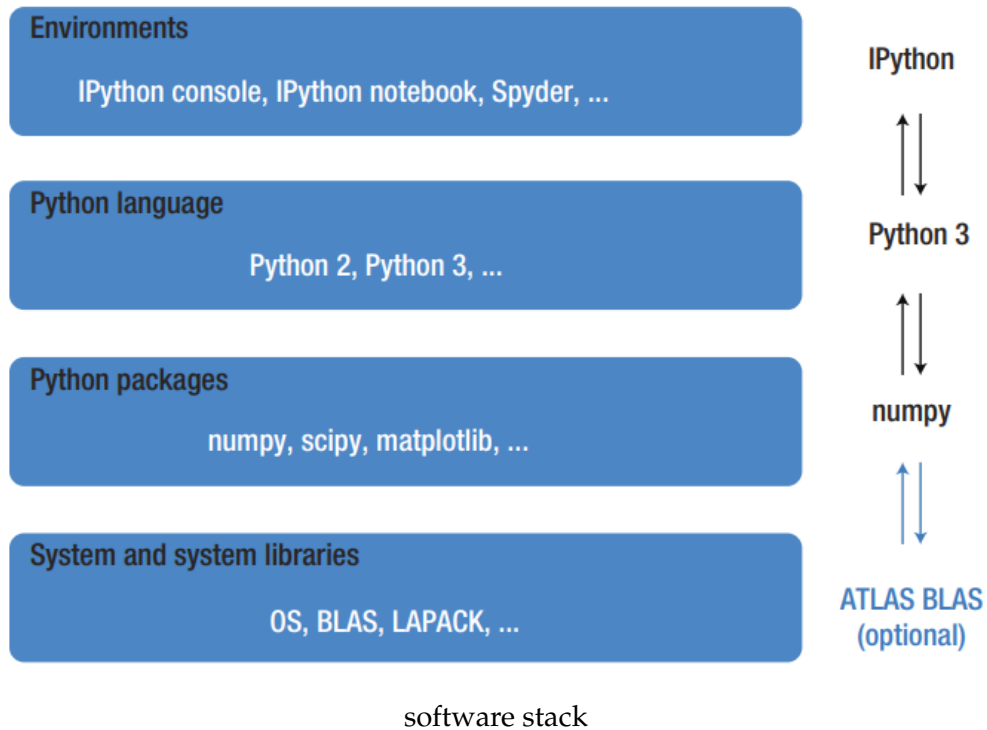 Environments
IPython console, IPython notebook, Spyder, ...
IPython
Python language
Python 2, Python 3, ...
Python 3
Python packages
numpy, scipy, matplotlib, ...
numpy
System and system libraries
OS, BLAS, LAPACK, ...
ATLAS BLAS
(optional)
software stack